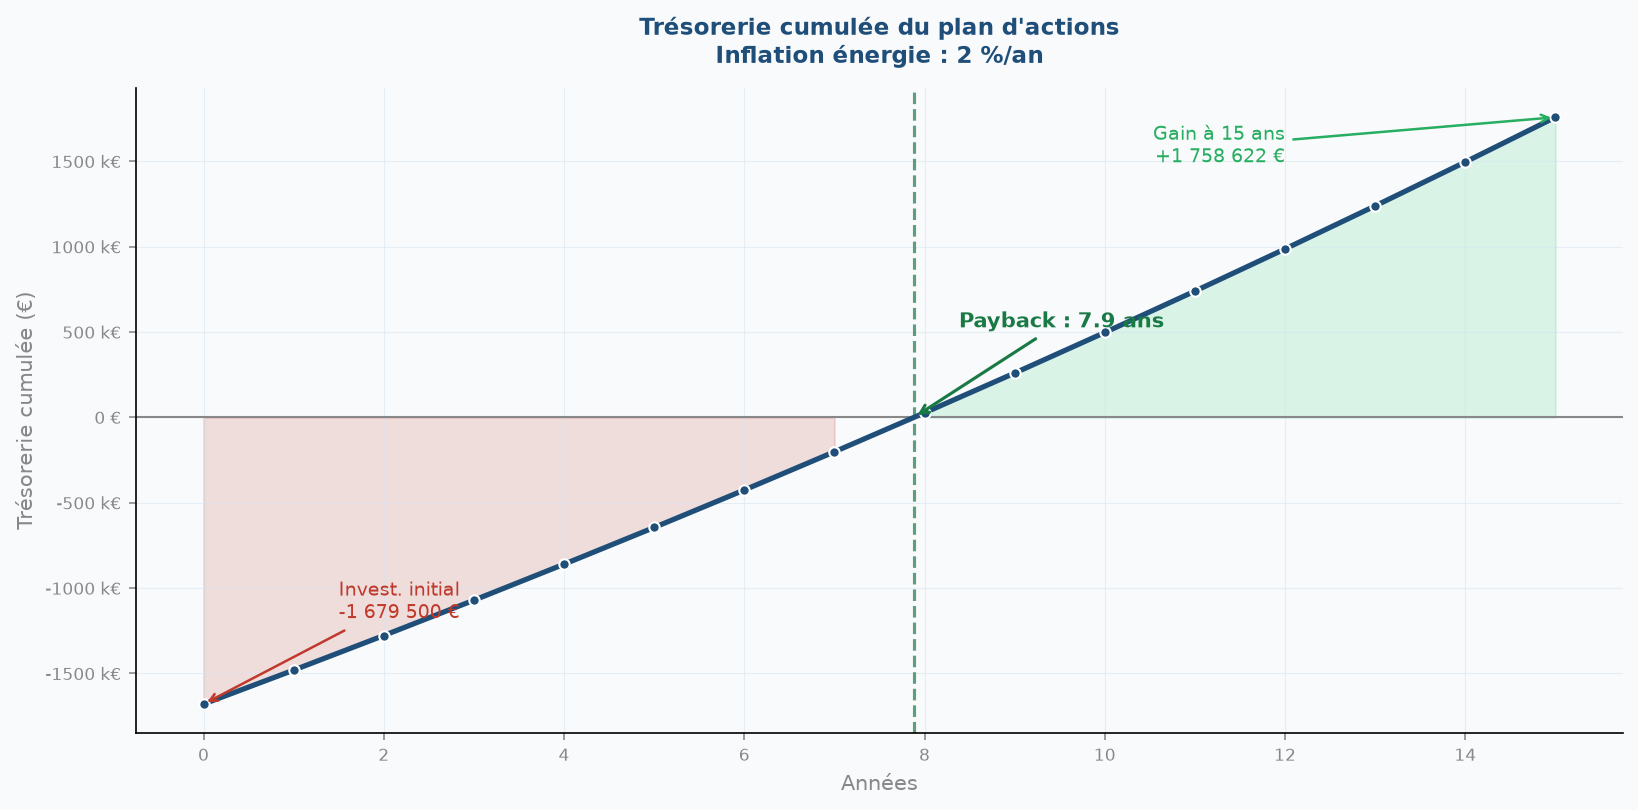 Trésorerie cumulée du plan d'actions
Inflation énergie : 2 %/an
Trésorerie cumulée (€)
1500 k€
1000 k€
500 k€
0 €
-500 k€
-1000 k€
-1500 k€
Gain à 15 ans
+1 758 622 €
Payback : 7.9 ans
Invest. initial
-1 679 500 €
0 2 4 6 8 10 12 14
Années